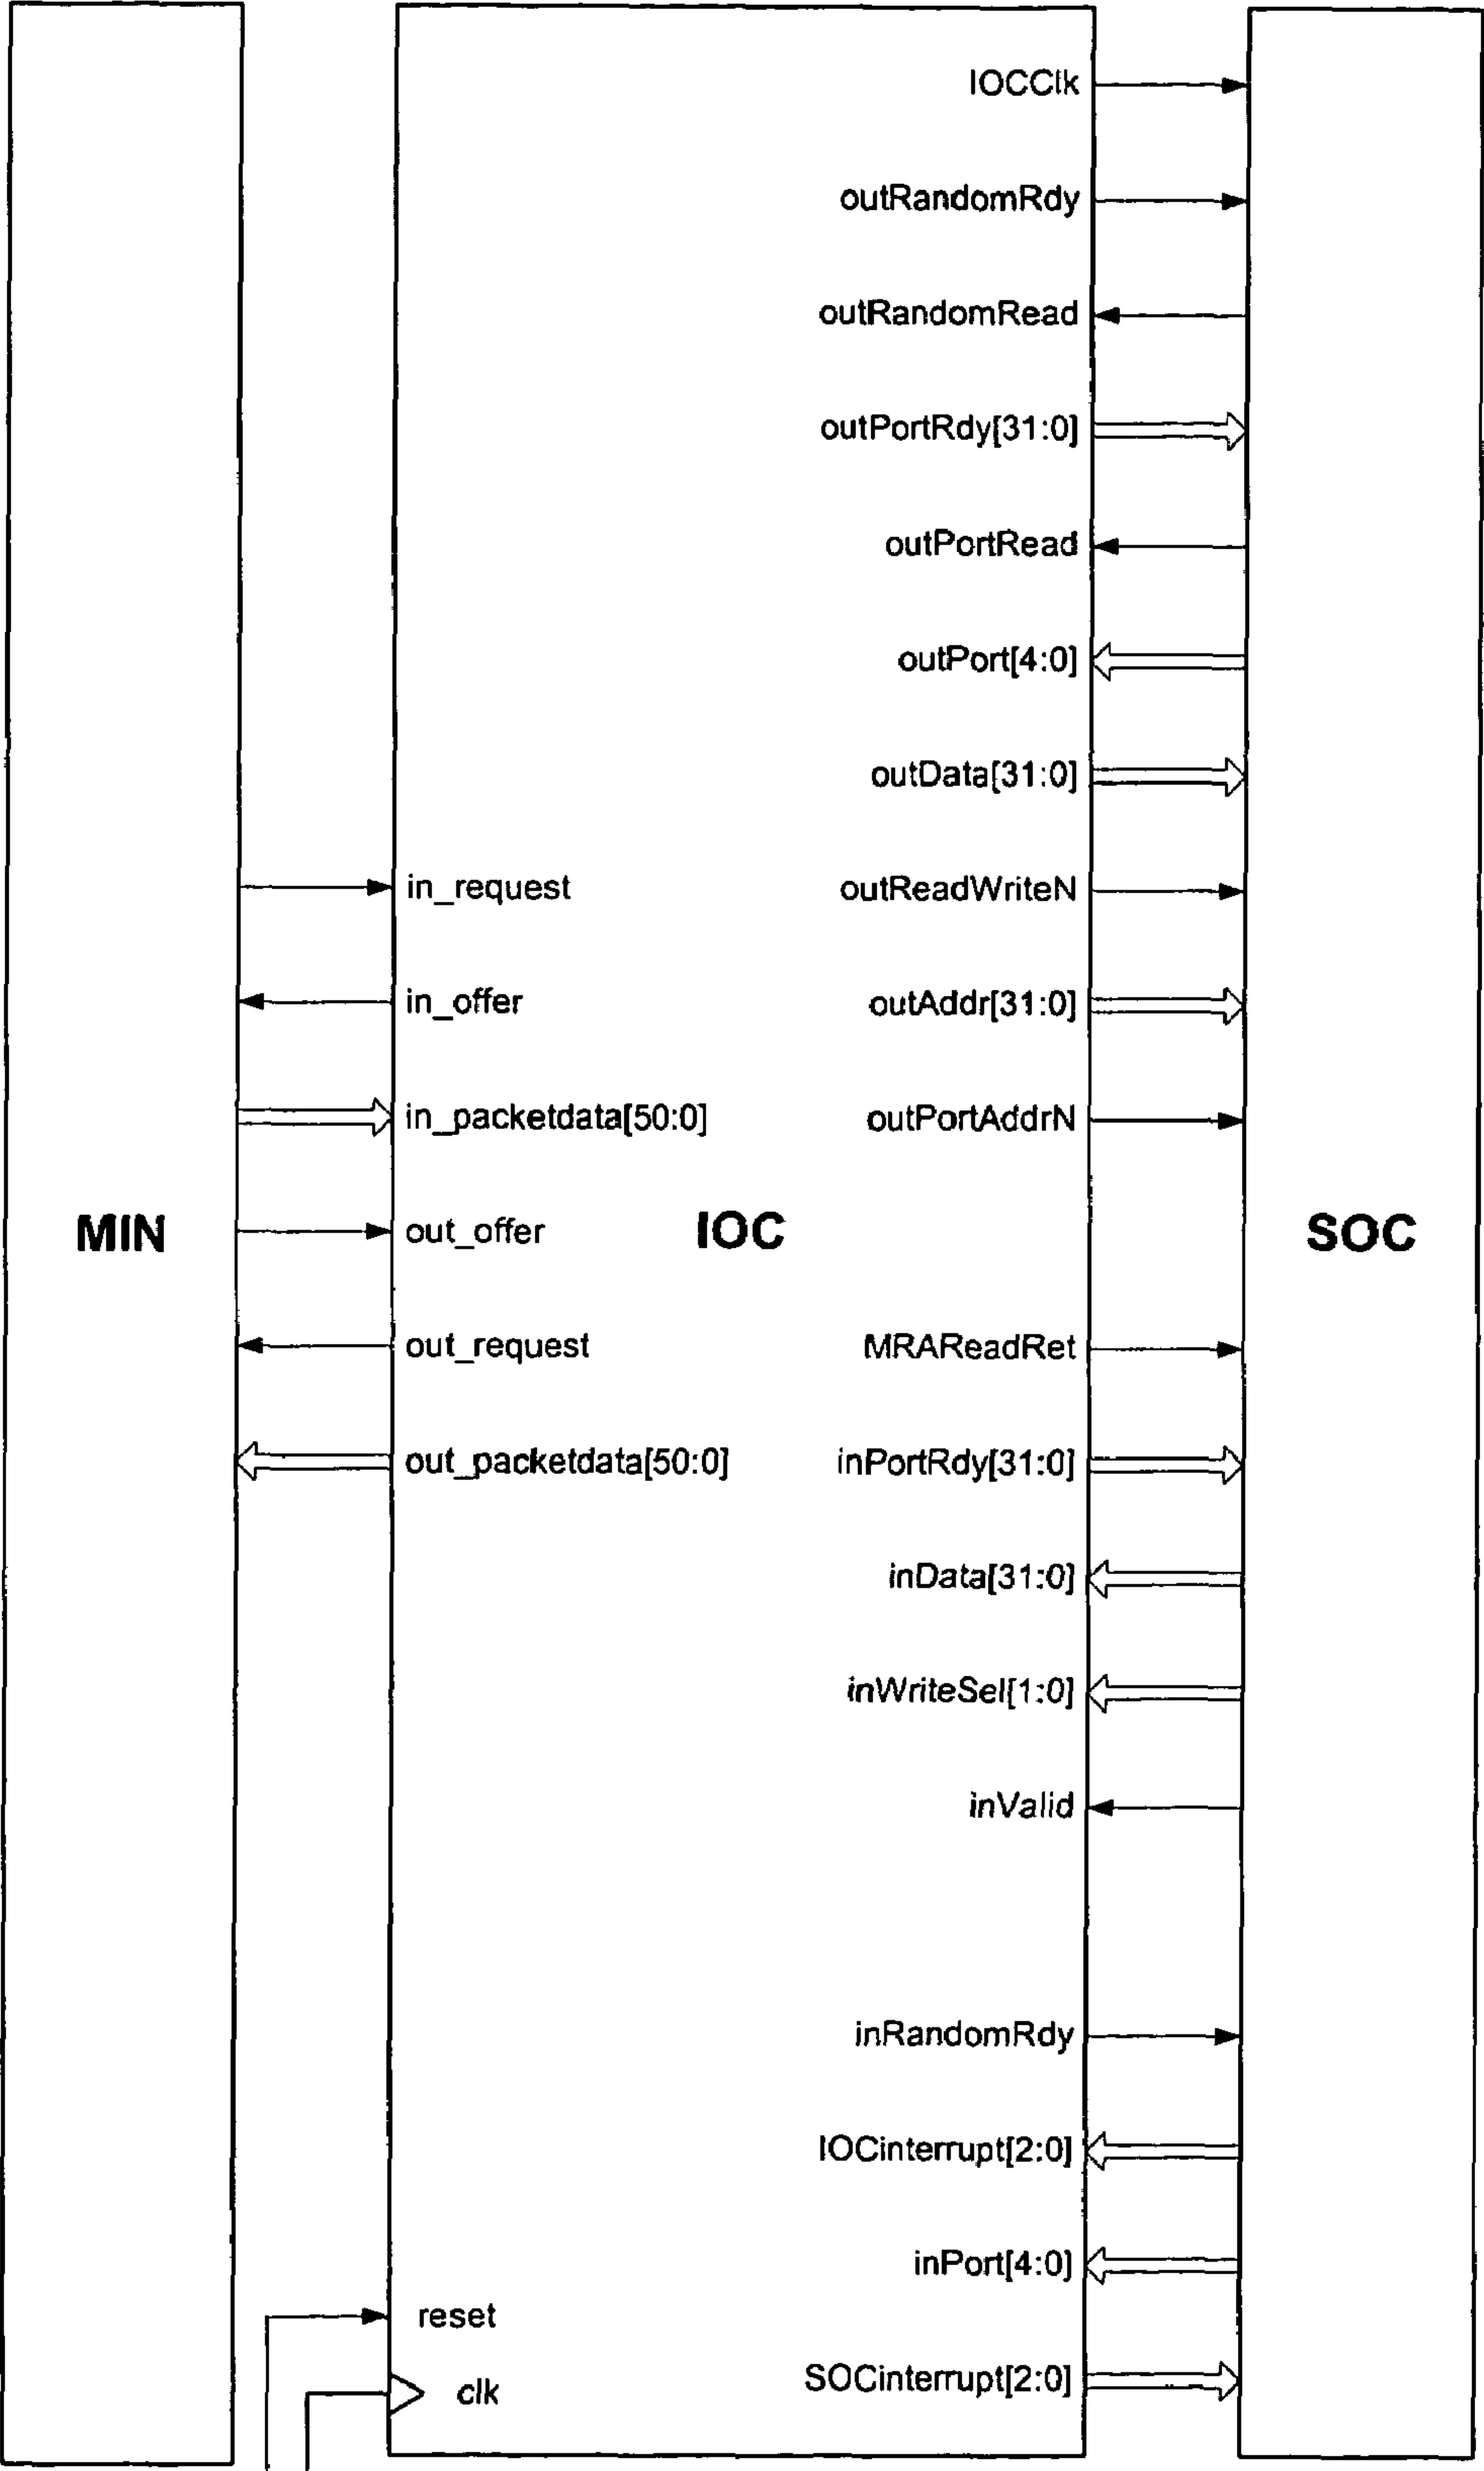 IOCClk
outRandomRdy
outRandomRead
outPortRdy[31:0]
outPortRead
outPort[4:0]
outData[31:0]
in_request outReadWriteN
in_offer outAddr[31:0]
in_packetdata[50:0] outPortAddrN
MIN out_offer IOC SOC
out_request MRAReadRet
out_packetdata[50:0] inPortRdy[31:0]
inData[31:0]
inWriteSel[1:0]
inValid
inRandomRdy
IOCinterrupt[2:0]
inPort[4:0]
reset
SOCinterrupt[2:0]
clk